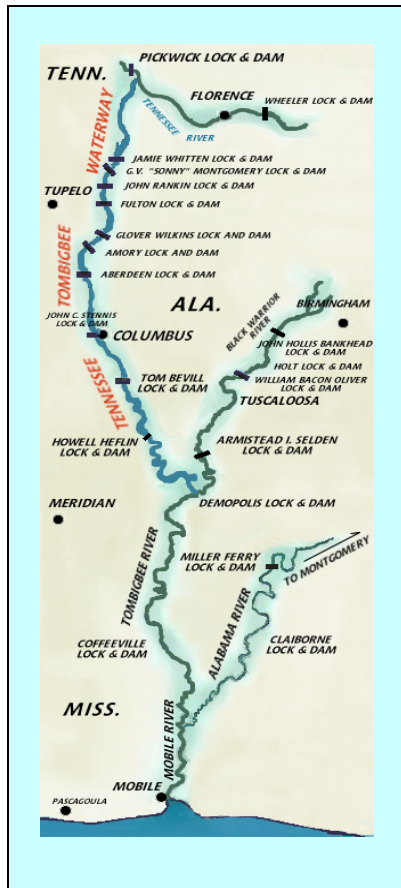 PICKWICK LOCK & DAM
TENN.
FLORENCE
WHEELER LOCK & DAM
TENNESSEE
RIVER
WATERWAY
JAMIE WHITTEN LOCK & DAM
G.V. "SONNY" MONTGOMERY LOCK & DAM
JOHN RANKIN LOCK & DAM
TUPELO
FULTON LOCK & DAM
GLOVER WILKINS LOCK AND DAM
AMORY LOCK AND DAM
TOMBIGBEE
ABERDEEN LOCK & DAM
ALA.
BIRMINGHAM
BLACK WARRIOR
RIVER
JOHN C. STENNIS
LOCK & DAM
COLUMBUS
JOHN HOLLIS BANKHEAD
LOCK & DAM
HOLT LOCK & DAM
TENNESSEE
TOM BEVILL
LOCK & DAM
WILLIAM BACON OLIVER
LOCK & DAM
TUSCALOOSA
HOWELL HEFLIN
LOCK & DAM
ARMISTEAD I. SELDEN
LOCK & DAM
DEMOPOLIS LOCK & DAM
MERIDIAN
TOMBIGBEE RIVER
MILLER FERRY
LOCK & DAM
TO MONTGOMERY
ALABAMA RIVER
COFFEEVILLE
LOCK & DAM
CLAIBORNE
LOCK & DAM
MISS.
MOBILE RIVER
MOBILE
PASCAGOULA